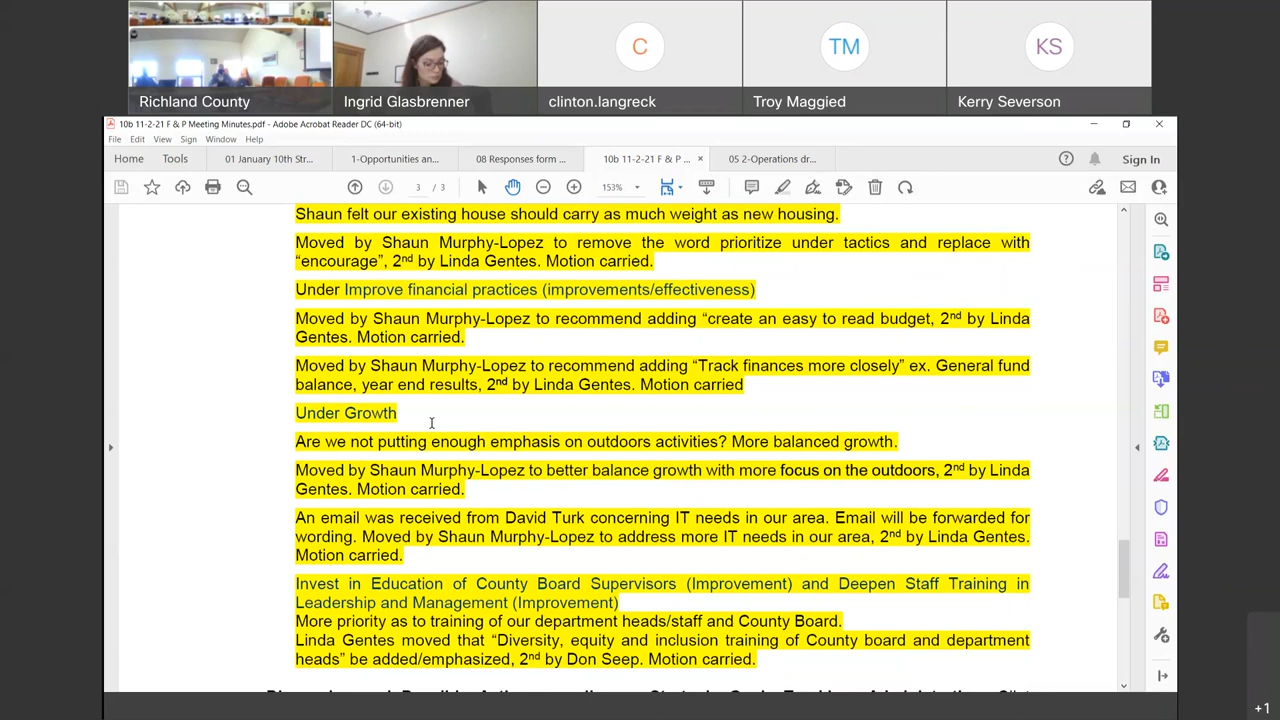 C
TM
KS
Richland County
Ingrid Glasbrenner
clinton.langreck
Troy Maggied
Kerry Severson
10b 11-2-21 F & P Meeting Minutes.pdf - Adobe Acrobat Reader DC (64-bit)
File Edit View Sign Window Help
Home Tools 01 January 10th Str... 1-Opportunities an... 08 Responses form ... 10b 11-2-21 F & P ... × 05 2-Operations dr... Sign In
3 / 3 153%
Shaun felt our existing house should carry as much weight as new housing.
Moved by Shaun Murphy-Lopez to remove the word prioritize under tactics and replace with
“encourage”, 2nd by Linda Gentes. Motion carried.
Under Improve financial practices (improvements/effectiveness)
Moved by Shaun Murphy-Lopez to recommend adding “create an easy to read budget, 2nd by Linda
Gentes. Motion carried.
Moved by Shaun Murphy-Lopez to recommend adding “Track finances more closely” ex. General fund
balance, year end results, 2nd by Linda Gentes. Motion carried
Under Growth
Are we not putting enough emphasis on outdoors activities? More balanced growth.
Moved by Shaun Murphy-Lopez to better balance growth with more focus on the outdoors, 2nd by Linda
Gentes. Motion carried.
An email was received from David Turk concerning IT needs in our area. Email will be forwarded for
wording. Moved by Shaun Murphy-Lopez to address more IT needs in our area, 2nd by Linda Gentes.
Motion carried.
Invest in Education of County Board Supervisors (Improvement) and Deepen Staff Training in
Leadership and Management (Improvement)
More priority as to training of our department heads/staff and County Board.
Linda Gentes moved that “Diversity, equity and inclusion training of County board and department
heads” be added/emphasized, 2nd by Don Seep. Motion carried.
+1